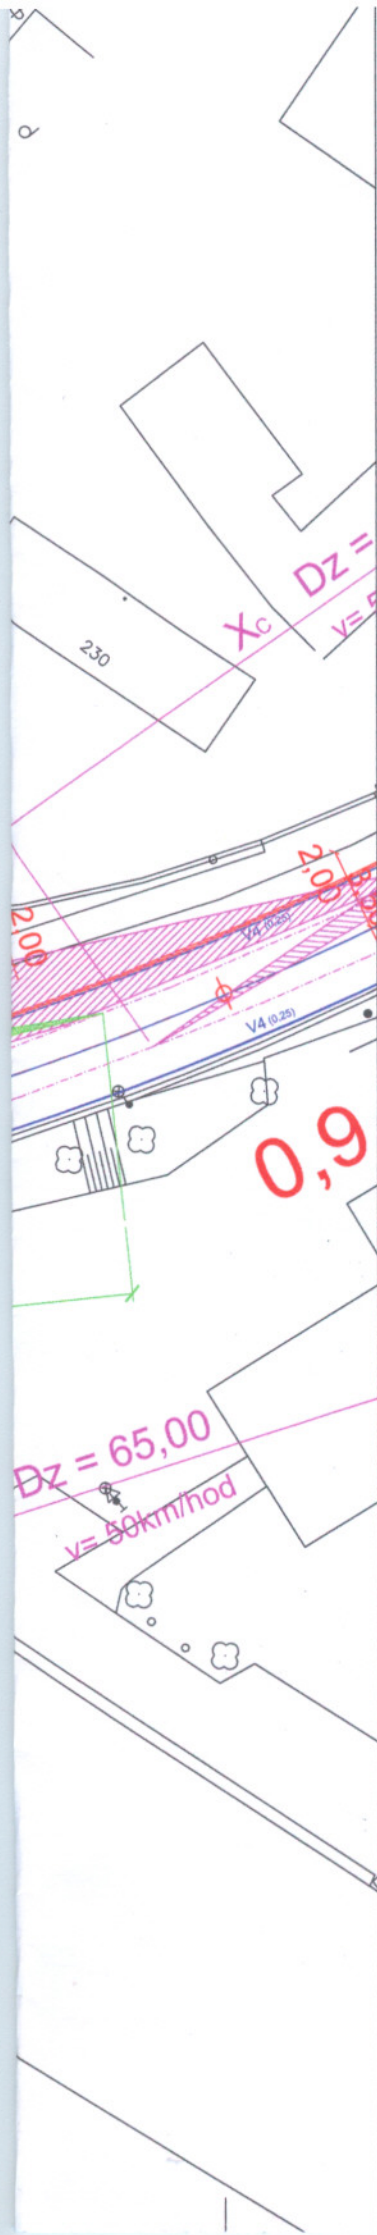 Dz =
v=
Xc
230
2,00
V4 (0.25)
2,00
V4 (0.25)
0,9
Dz = 65,00
v= 50km/hod